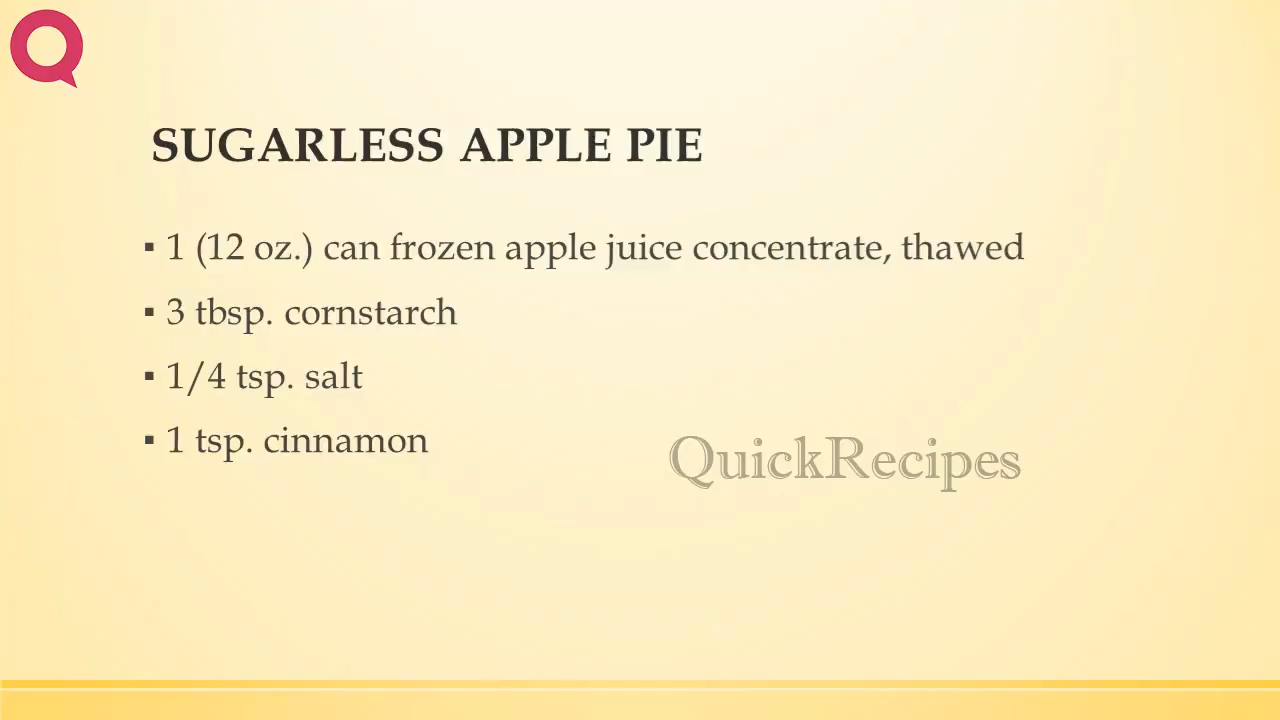 SUGARLESS APPLE PIE
▪ 1 (12 oz.) can frozen apple juice concentrate, thawed
▪ 3 tbsp. cornstarch
▪ 1/4 tsp. salt
▪ 1 tsp. cinnamon
QuickRecipes